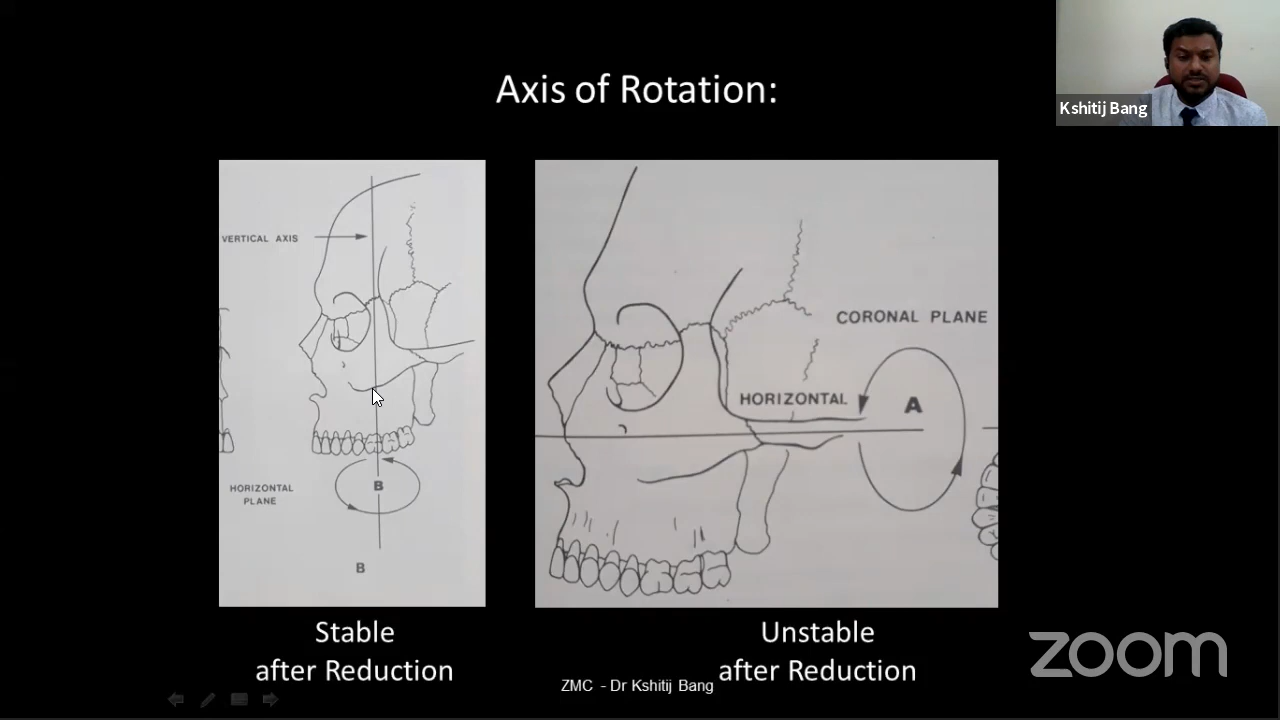 Axis of Rotation:
Kshitij Bang
VERTICAL AXIS
HORIZONTAL
PLANE
B
B
CORONAL PLANE
HORIZONTAL
A
Stable
after Reduction
Unstable
after Reduction
ZMC - Dr Kshitij Bang
zoom